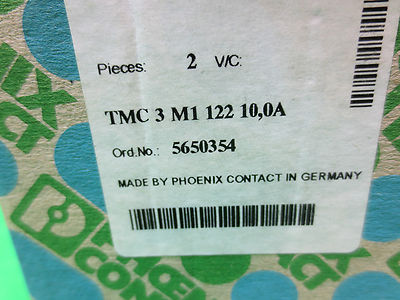 Pieces: 2 V/C:
TMC 3 M1 122 10,0A
Ord.No.: 5650354
MADE BY PHOENIX CONTACT IN GERMANY